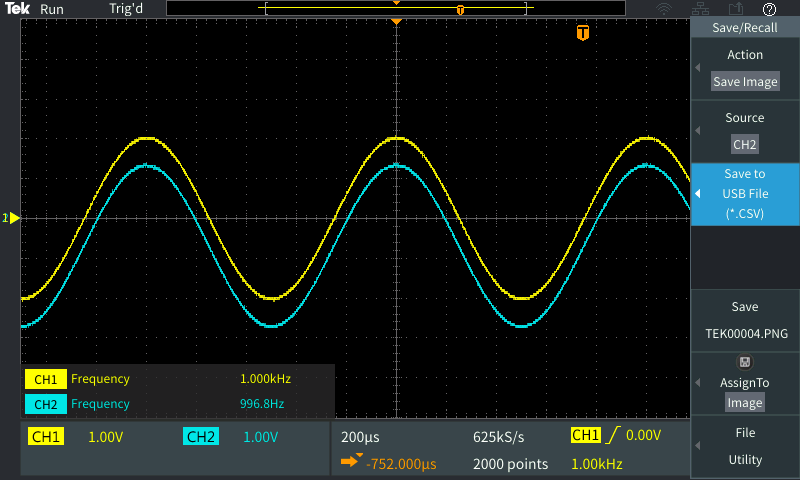 Tek Run Trig'd
T
T
?
Save/Recall
Action
Save Image
Source
CH2
Save to
USB File
(*.CSV)
Save
TEK00004.PNG
AssignTo
Image
File
Utility
CH1 Frequency 1.000kHz
CH2 Frequency 996.8Hz
CH1 1.00V CH2 1.00V
200µs 625kS/s CH1 0.00V
-752.000µs 2000 points 1.00kHz